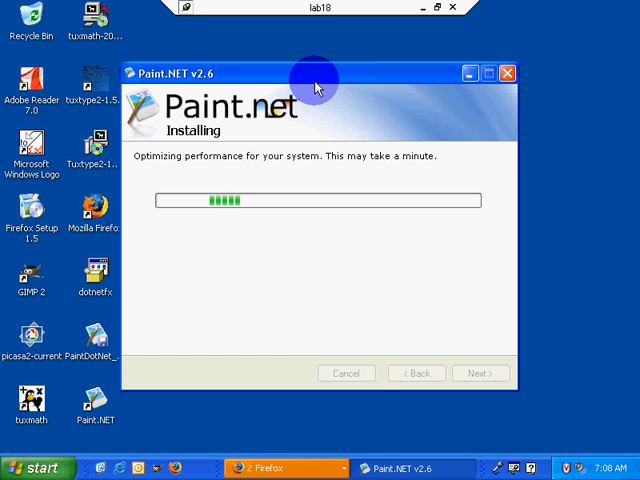 lab18
Recycle Bin
tuxmath-20...
Adobe Reader
7.0
tuxtype2-1.5...
Microsoft
Windows Logo
Tuxtype2-1...
Firefox Setup
1.5
Mozilla Firefox
GIMP 2
dotnetfx
picasa2-current
PaintDotNet_...
tuxmath
Paint.NET
Paint.NET v2.6
Paint.net
Installing
Optimizing performance for your system. This may take a minute.
Cancel
< Back
Next >
start
2 Firefox
Paint.NET v2.6
7:08 AM